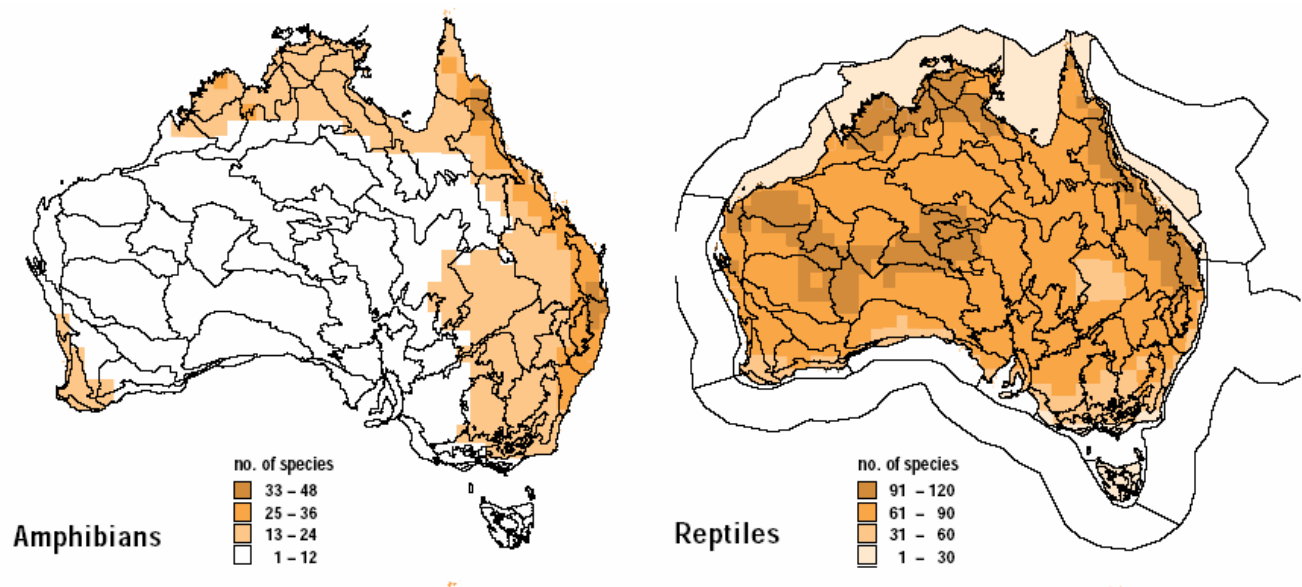 no. of species
33 – 48
25 – 36
13 – 24
1 – 12
Amphibians
no. of species
91 – 120
61 – 90
31 – 60
1 – 30
Reptiles